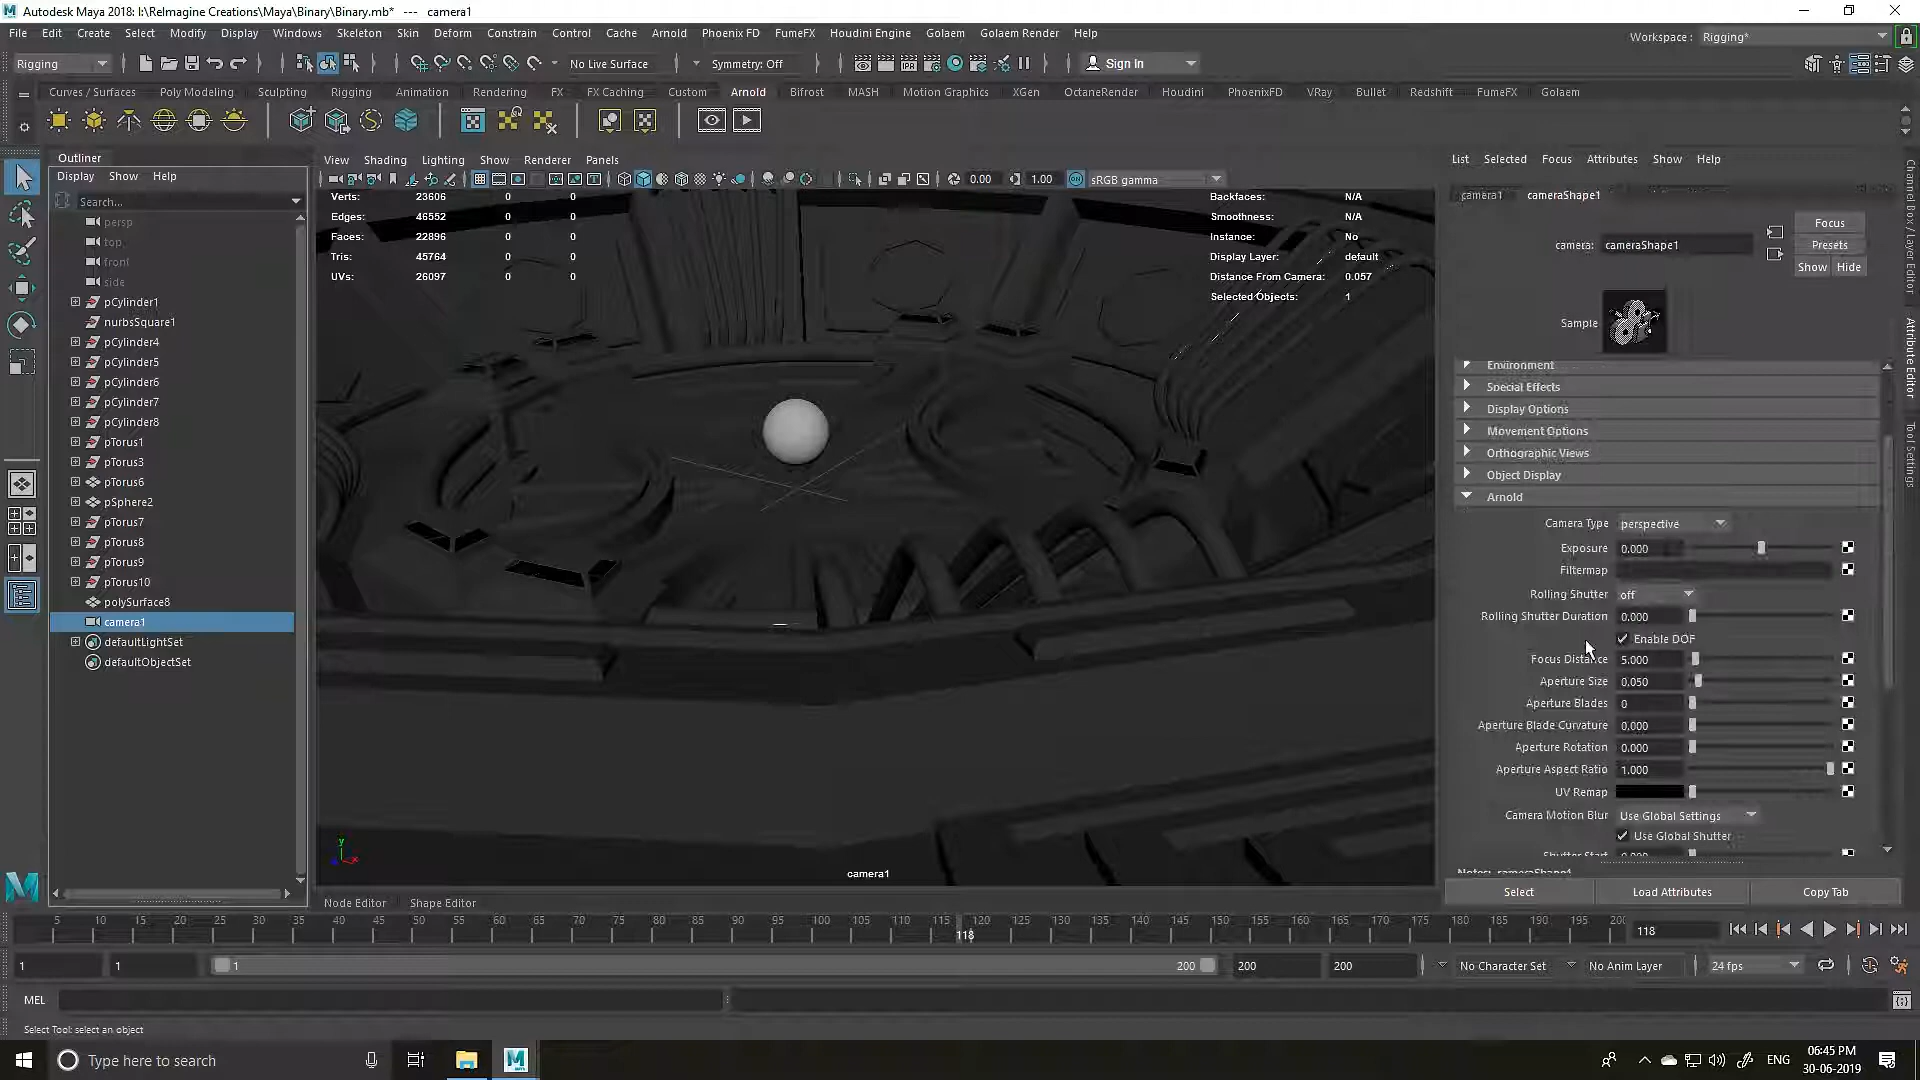 Autodesk Maya 2018: I:\ReImagine Creations\Maya\Binary\Binary.mb* --- camera1
File Edit Create Select Modify Display Windows Skeleton Skin Deform Constrain Control Cache Arnold Phoenix FD FumeFX Houdini Engine Golaem Golaem Render Help
Workspace : Rigging*
Rigging No Live Surface Symmetry: Off Sign In
Curves / Surfaces Poly Modeling Sculpting Rigging Animation Rendering FX FX Caching Custom Arnold Bifrost MASH Motion Graphics XGen OctaneRender Houdini PhoenixFD VRay Bullet Redshift FumeFX Golaem
Outliner
Display Show Help
Search...
persp
top
front
side
pCylinder1
nurbsSquare1
pCylinder4
pCylinder5
pCylinder6
pCylinder7
pCylinder8
pTorus1
pTorus3
pTorus6
pSphere2
pTorus7
pTorus8
pTorus9
pTorus10
polySurface8
camera1
defaultLightSet
defaultObjectSet
View Shading Lighting Show Renderer Panels
0.00 1.00 ON sRGB gamma
Verts: 23606 0 0
Edges: 46552 0 0
Faces: 22896 0 0
Tris: 45764 0 0
UVs: 26097 0 0
Backfaces: N/A
Smoothness: N/A
Instance: No
Display Layer: default
Distance From Camera: 0.057
Selected Objects: 1
y
x
camera1
Node Editor Shape Editor
List Selected Focus Attributes Show Help
camera1 cameraShape1
camera: cameraShape1
Focus
Presets
Show Hide
Sample
Environment
Special Effects
Display Options
Movement Options
Orthographic Views
Object Display
Arnold
Camera Type perspective
Exposure 0.000
Filtermap
Rolling Shutter off
Rolling Shutter Duration 0.000
Enable DOF
Focus Distance 5.000
Aperture Size 0.050
Aperture Blades 0
Aperture Blade Curvature 0.000
Aperture Rotation 0.000
Aperture Aspect Ratio 1.000
UV Remap
Camera Motion Blur Use Global Settings
Use Global Shutter
Shutter Start 0.000
Notes: cameraShape1
Select Load Attributes Copy Tab
Channel Box / Layer Editor
Attribute Editor
Tool Settings
5 10 15 20 25 30 35 40 45 50 55 60 65 70 75 80 85 90 95 100 105 110 115 120 125 130 135 140 145 150 155 160 165 170 175 180 185 190 195 200
118
118
1 1 1 200 200 200 No Character Set No Anim Layer 24 fps
MEL
Select Tool: select an object
Type here to search
ENG
06:45 PM
30-06-2019